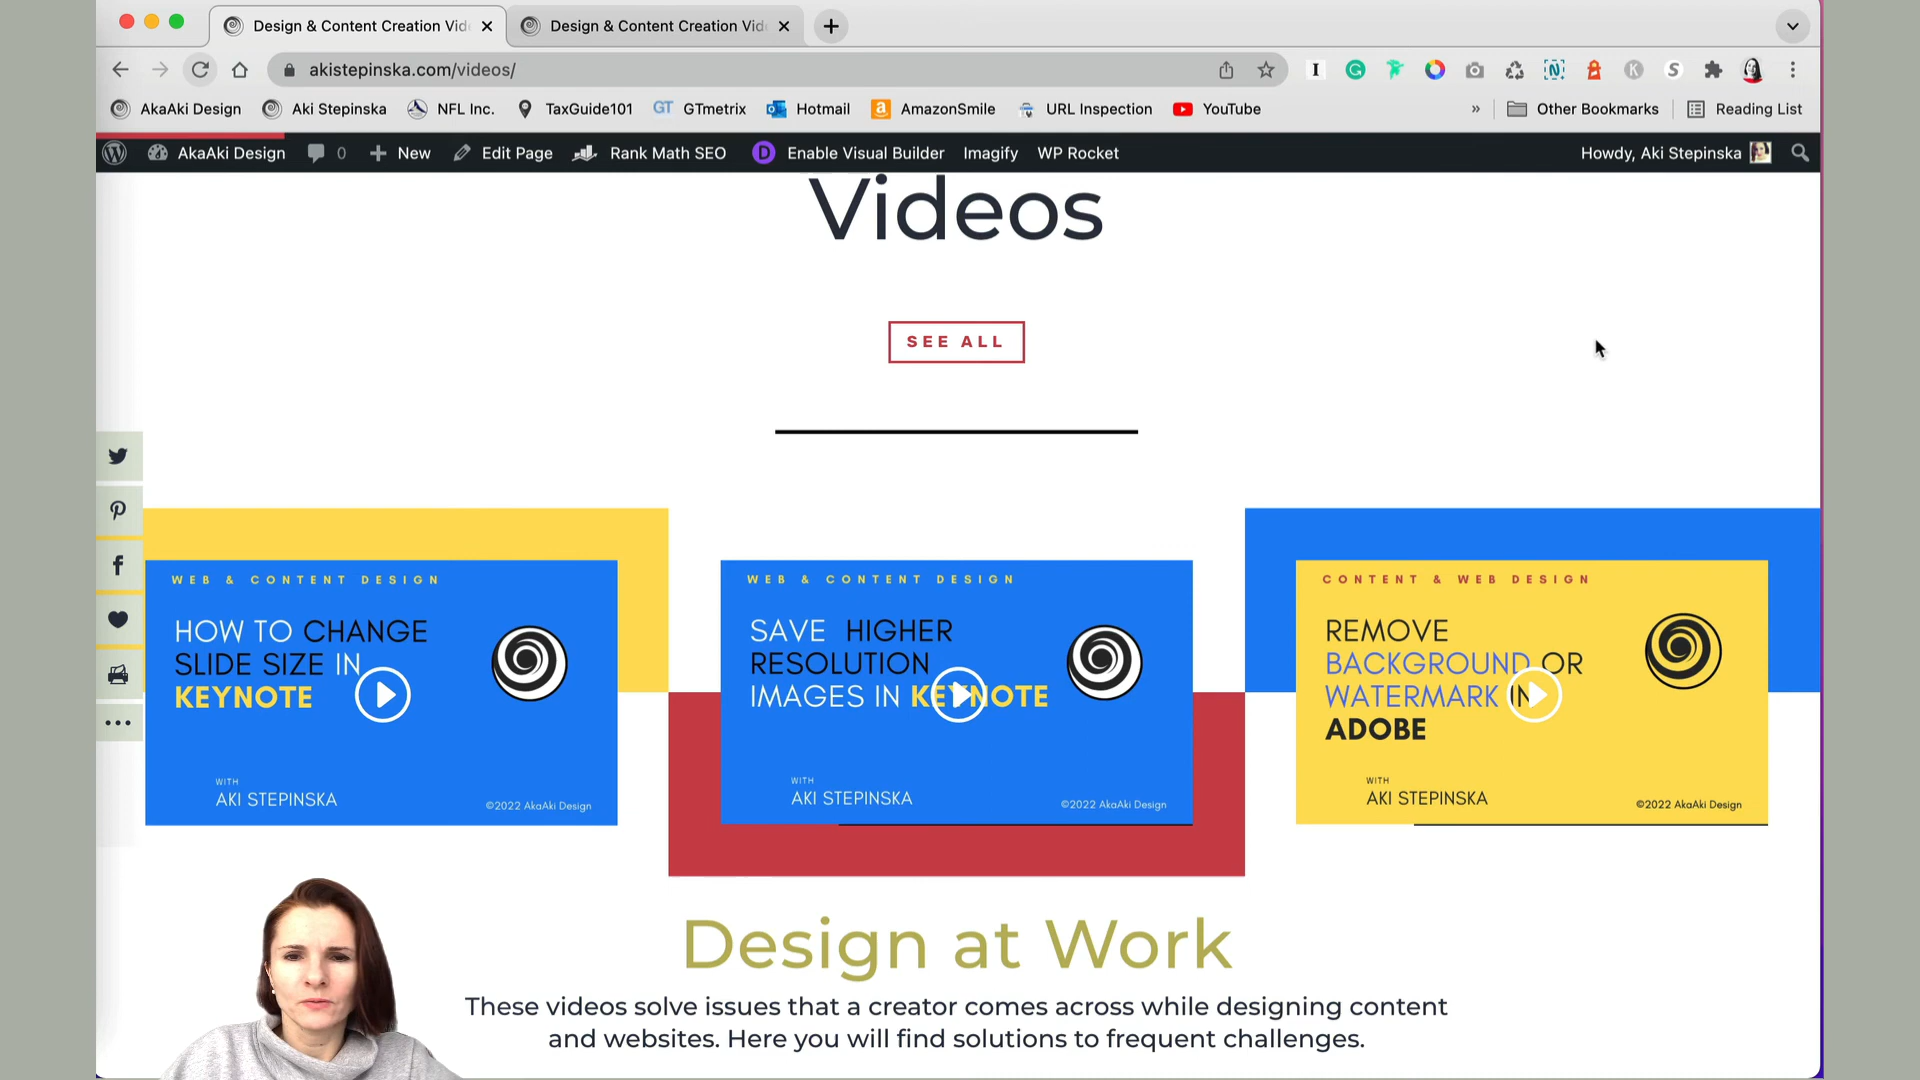 Design & Content Creation Vid
Design & Content Creation Vid
akistepinska.com/videos/
AkaAki Design
Aki Stepinska
NFL Inc.
TaxGuide101
GT GTmetrix
Hotmail
AmazonSmile
URL Inspection
YouTube
»
Other Bookmarks
Reading List
AkaAki Design
0
New
Edit Page
Rank Math SEO
D Enable Visual Builder
Imagify
WP Rocket
Howdy, Aki Stepinska
Videos
SEE ALL
WEB & CONTENT DESIGN
HOW TO CHANGE
SLIDE SIZE IN
KEYNOTE
WITH
AKI STEPINSKA
©2022 AkaAki Design
WEB & CONTENT DESIGN
SAVE HIGHER
RESOLUTION
IMAGES IN KEYNOTE
WITH
AKI STEPINSKA
©2022 AkaAki Design
CONTENT & WEB DESIGN
REMOVE
BACKGROUND OR
WATERMARK IN
ADOBE
WITH
AKI STEPINSKA
©2022 AkaAki Design
Design at Work
These videos solve issues that a creator comes across while designing content
and websites. Here you will find solutions to frequent challenges.